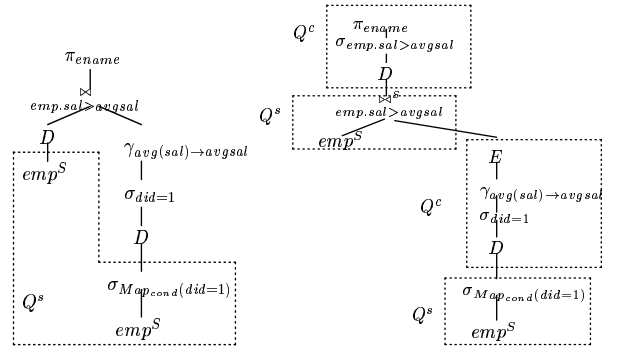 π_ename
⋈ emp.sal>avgsal
D
emp^S
γ_avg(sal)→avgsal
σ_did=1
D
σ_Map_cond(did=1)
emp^S
Q^s
Q^c
π_ename
σ_emp.sal>avgsal
D
Q^s
⋈^s emp.sal>avgsal
emp^S
Q^c
E
γ_avg(sal)→avgsal
σ_did=1
D
Q^s
σ_Map_cond(did=1)
emp^S